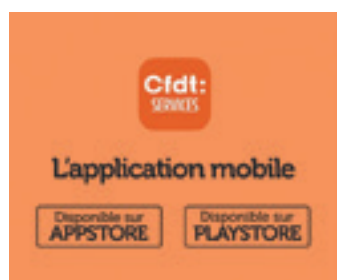 Cfdt:
SERVICES
L'application mobile
Disponible sur
APPSTORE
Disponible sur
PLAYSTORE